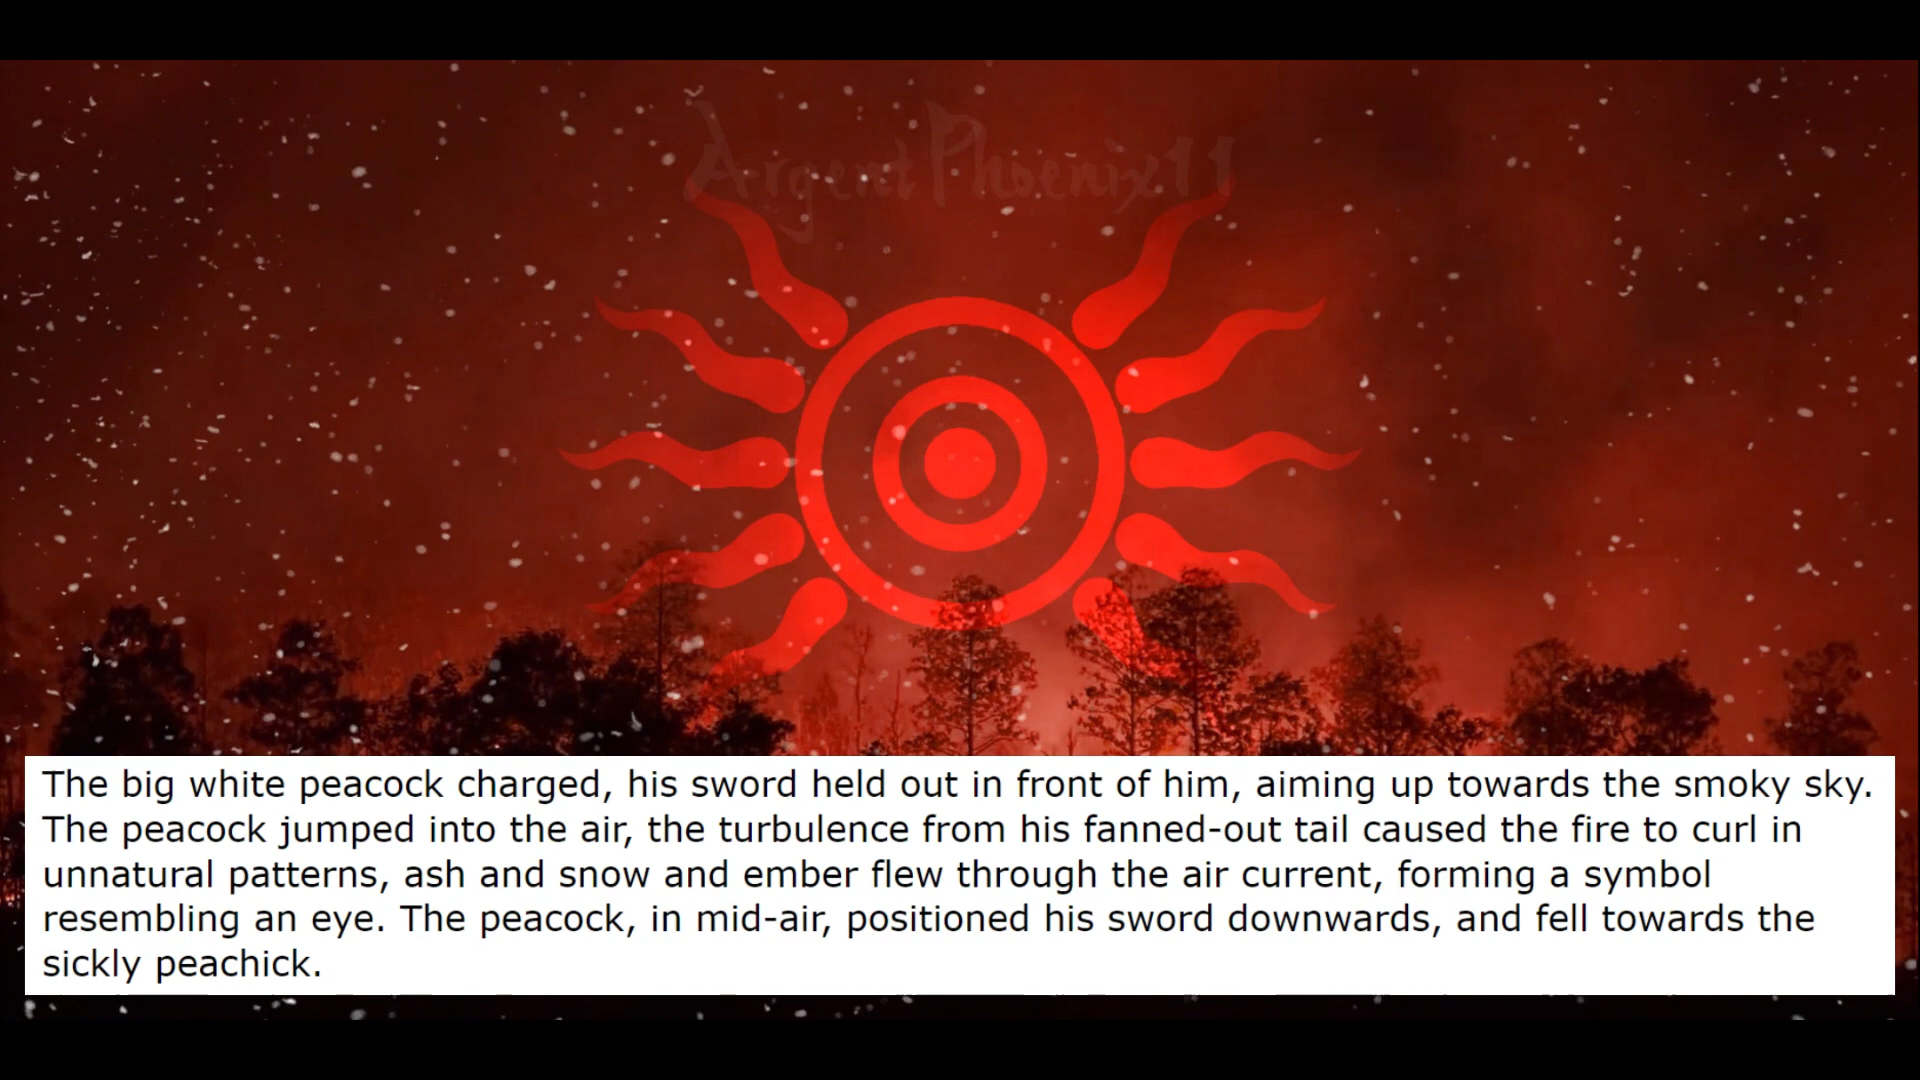 ArgentPhoenix11
The big white peacock charged, his sword held out in front of him, aiming up towards the smoky sky.
The peacock jumped into the air, the turbulence from his fanned-out tail caused the fire to curl in
unnatural patterns, ash and snow and ember flew through the air current, forming a symbol
resembling an eye. The peacock, in mid-air, positioned his sword downwards, and fell towards the
sickly peachick.